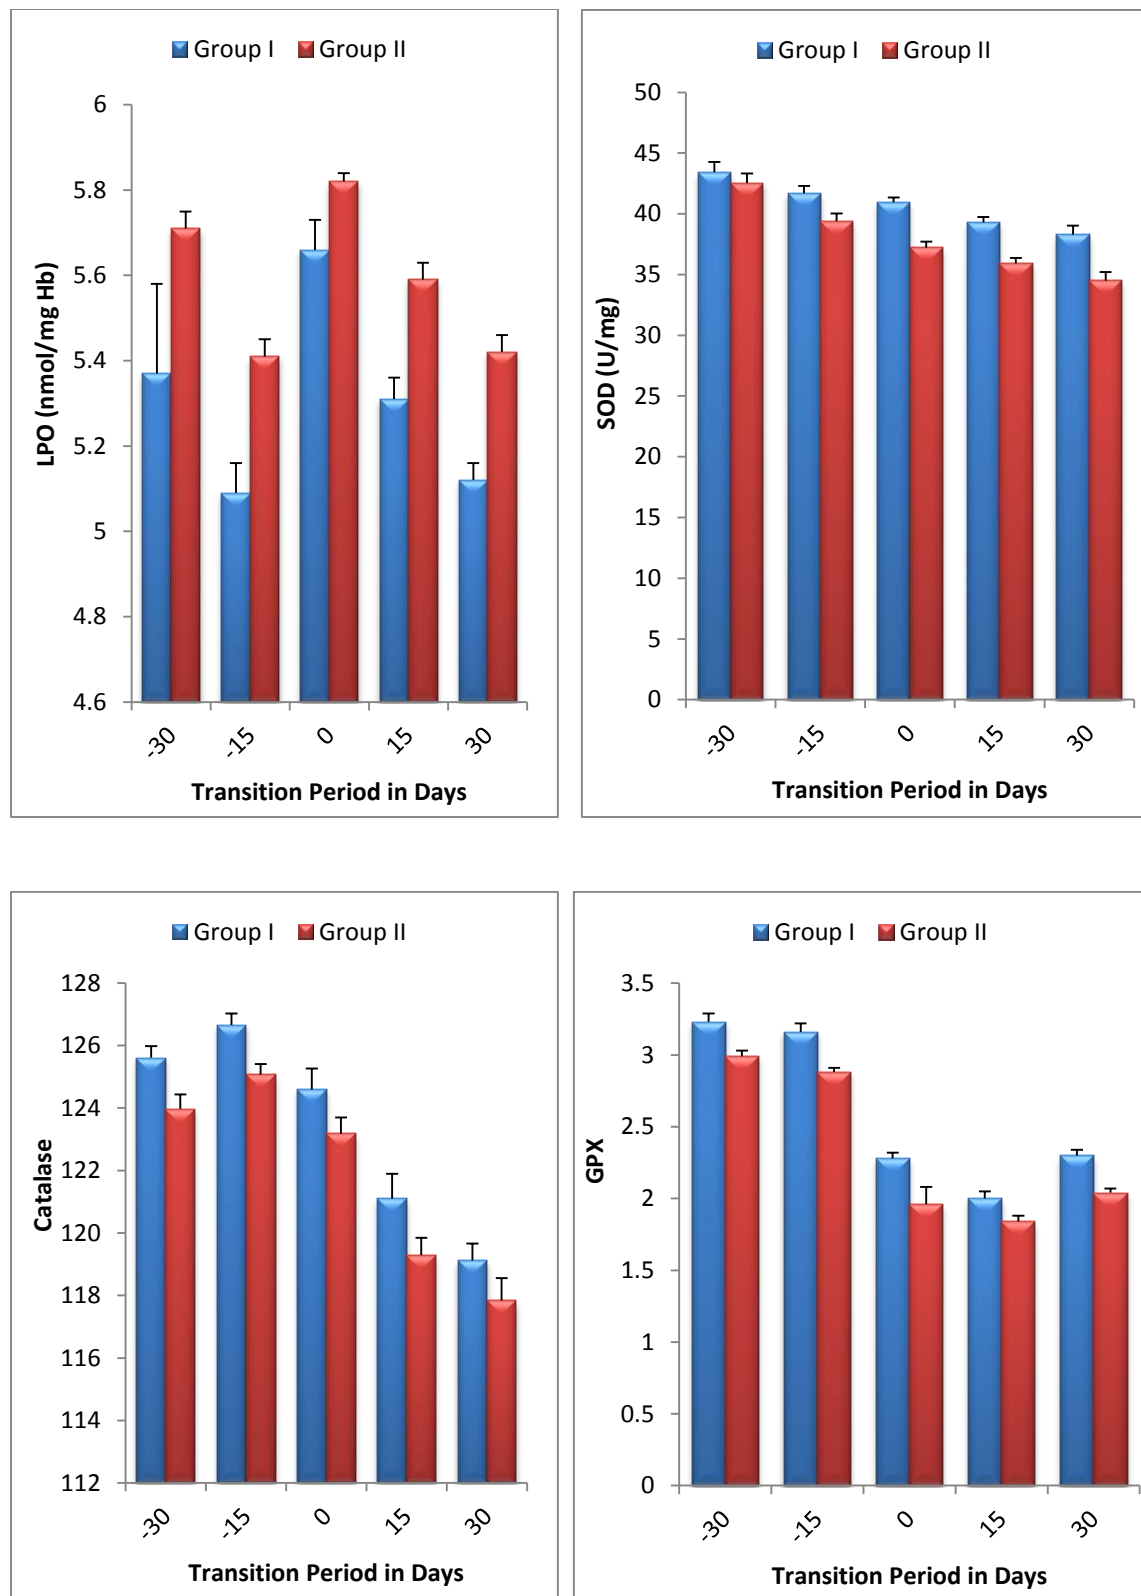 Group I Group II
6
5.8
5.6
5.4
5.2
5
4.8
4.6
LPO (nmol/mg Hb)
-30 -15 0 15 30
Transition Period in Days
Group I Group II
50
45
40
35
30
25
20
15
10
5
0
SOD (U/mg)
-30 -15 0 15 30
Transition Period in Days
Group I Group II
128
126
124
122
120
118
116
114
112
Catalase
-30 -15 0 15 30
Transition Period in Days
Group I Group II
3.5
3
2.5
2
1.5
1
0.5
0
GPX
-30 -15 0 15 30
Transition Period in Days